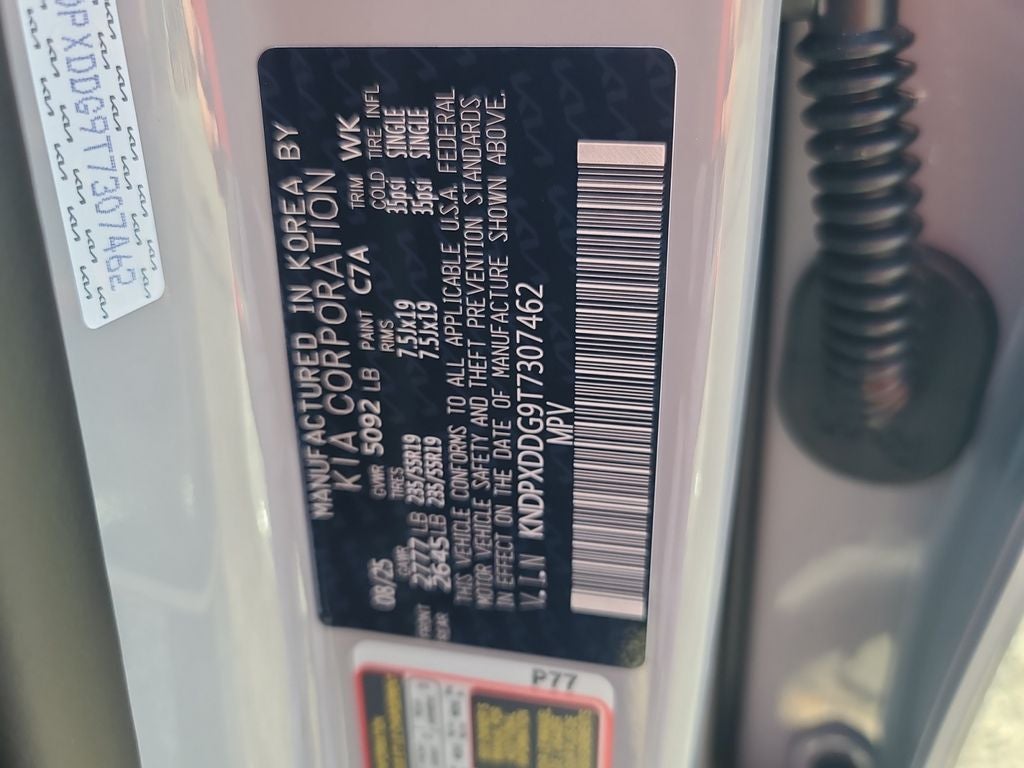 MANUFACTURED IN KOREA BY
KIA CORPORATION
08/25 GVWR 5092 LB PAINT C7A TRIM WK
GAWR TIRES RIMS COLD TIRE INFL
FRONT 2777 LB 235/55R19 7.5Jx19 35psi SINGLE
REAR 2645 LB 235/55R19 7.5Jx19 35psi SINGLE
THIS VEHICLE CONFORMS TO ALL APPLICABLE U.S.A. FEDERAL
MOTOR VEHICLE SAFETY AND THEFT PREVENTION STANDARDS
IN EFFECT ON THE DATE OF MANUFACTURE SHOWN ABOVE.
V.I.N KNDPXDDG9T7307462
MPV
PXDDG9T7307462
P77